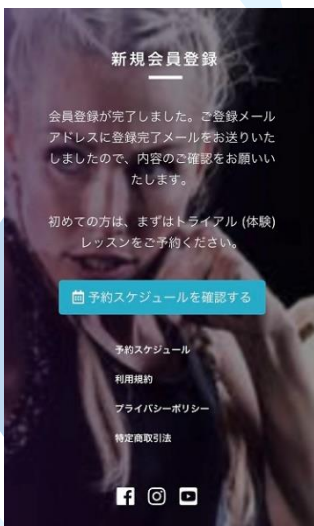 新規会員登録
会員登録が完了しました。ご登録メール
アドレスに登録完了メールをお送りいた
しましたので、内容のご確認をお願いい
たします。
初めての方は、まずはトライアル (体験)
レッスンをご予約ください。
予約スケジュールを確認する
予約スケジュール
利用規約
プライバシーポリシー
特定商取引法